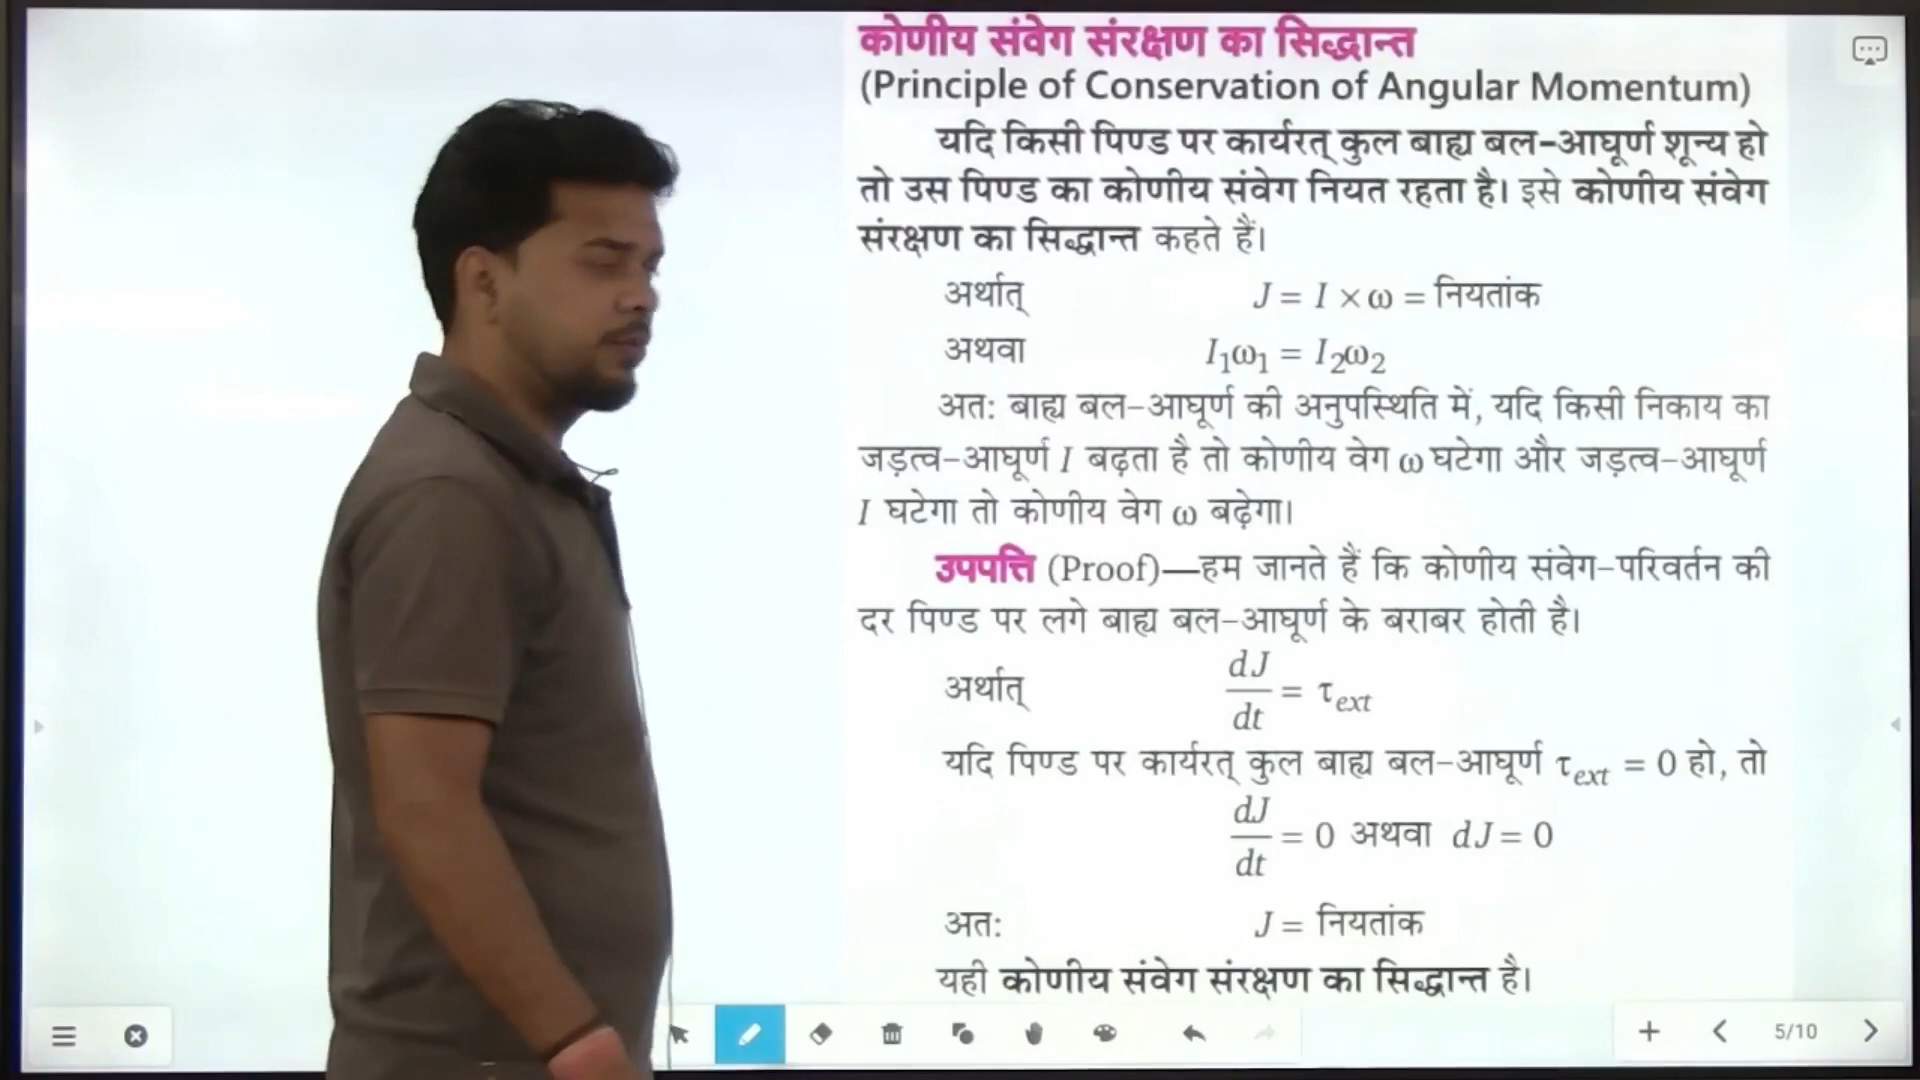 कोणीय संवेग संरक्षण का सिद्धान्त
(Principle of Conservation of Angular Momentum)
यदि किसी पिण्ड पर कार्यरत् कुल बाह्य बल-आघूर्ण शून्य हो
तो उस पिण्ड का कोणीय संवेग नियत रहता है। इसे कोणीय संवेग
संरक्षण का सिद्धान्त कहते हैं।
अर्थात् J = I × ω = नियतांक
अथवा I₁ω₁ = I₂ω₂
अत: बाह्य बल-आघूर्ण की अनुपस्थिति में, यदि किसी निकाय का
जड़त्व-आघूर्ण I बढ़ता है तो कोणीय वेग ω घटेगा और जड़त्व-आघूर्ण
I घटेगा तो कोणीय वेग ω बढ़ेगा।
उपपत्ति (Proof)—हम जानते हैं कि कोणीय संवेग-परिवर्तन की
दर पिण्ड पर लगे बाह्य बल-आघूर्ण के बराबर होती है।
अर्थात् dJ/dt = τext
यदि पिण्ड पर कार्यरत् कुल बाह्य बल-आघूर्ण τext = 0 हो, तो
dJ/dt = 0 अथवा dJ = 0
अत: J = नियतांक
यही कोणीय संवेग संरक्षण का सिद्धान्त है।
5/10